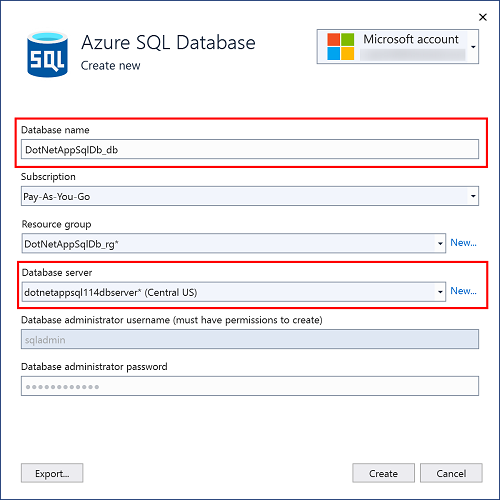 Azure SQL Database
Create new
Microsoft account
SQL
Database name
DotNetAppSqlDb_db
Subscription
Pay-As-You-Go
Resource group
DotNetAppSqlDb_rg*
New...
Database server
dotnetappsql114dbserver* (Central US)
New...
Database administrator username (must have permissions to create)
sqladmin
Database administrator password
●●●●●●●●●●●●
Export...
Create
Cancel